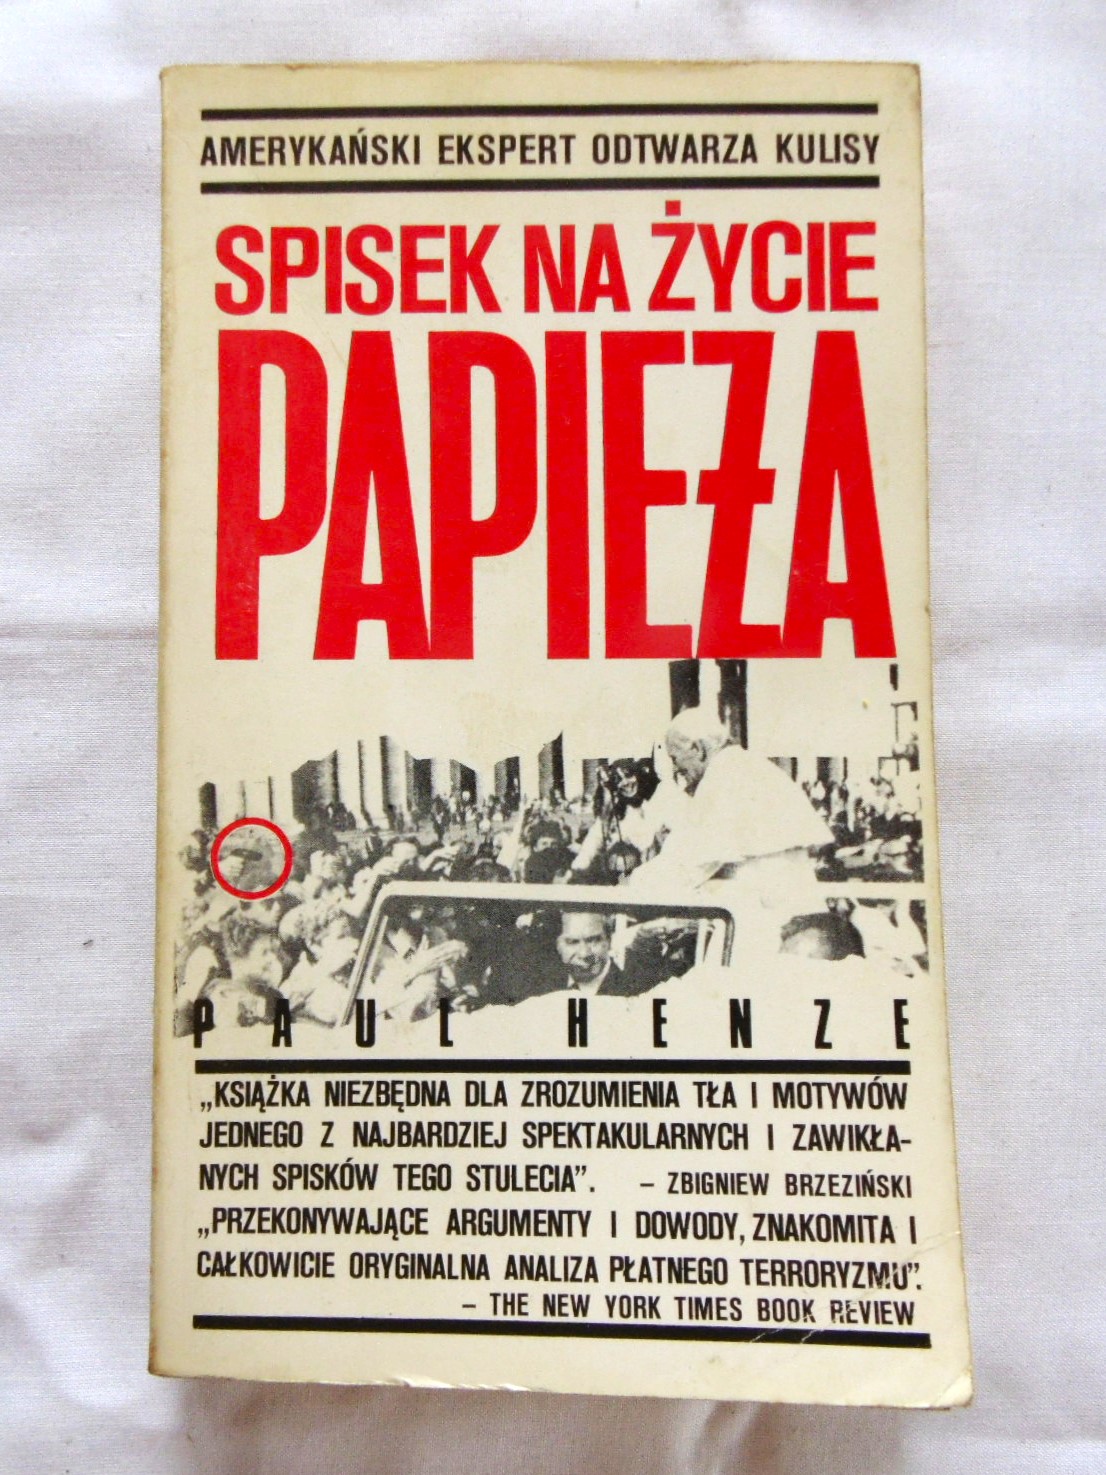 AMERYKAŃSKI EKSPERT ODTWARZA KULISY
SPISEK NA ŻYCIE
PAPIEƵA
PAUL HENZE
„KSIĄŻKA NIEZBĘDNA DLA ZROZUMIENIA TŁA I MOTYWÓW
JEDNEGO Z NAJBARDZIEJ SPEKTAKULARNYCH I ZAWIKŁA-
NYCH SPISKÓW TEGO STULECIA”. – ZBIGNIEW BRZEZIŃSKI
„PRZEKONYWAJĄCE ARGUMENTY I DOWODY, ZNAKOMITA I
CAŁKOWICIE ORYGINALNA ANALIZA PŁATNEGO TERRORYZMU”.
– THE NEW YORK TIMES BOOK REVIEW